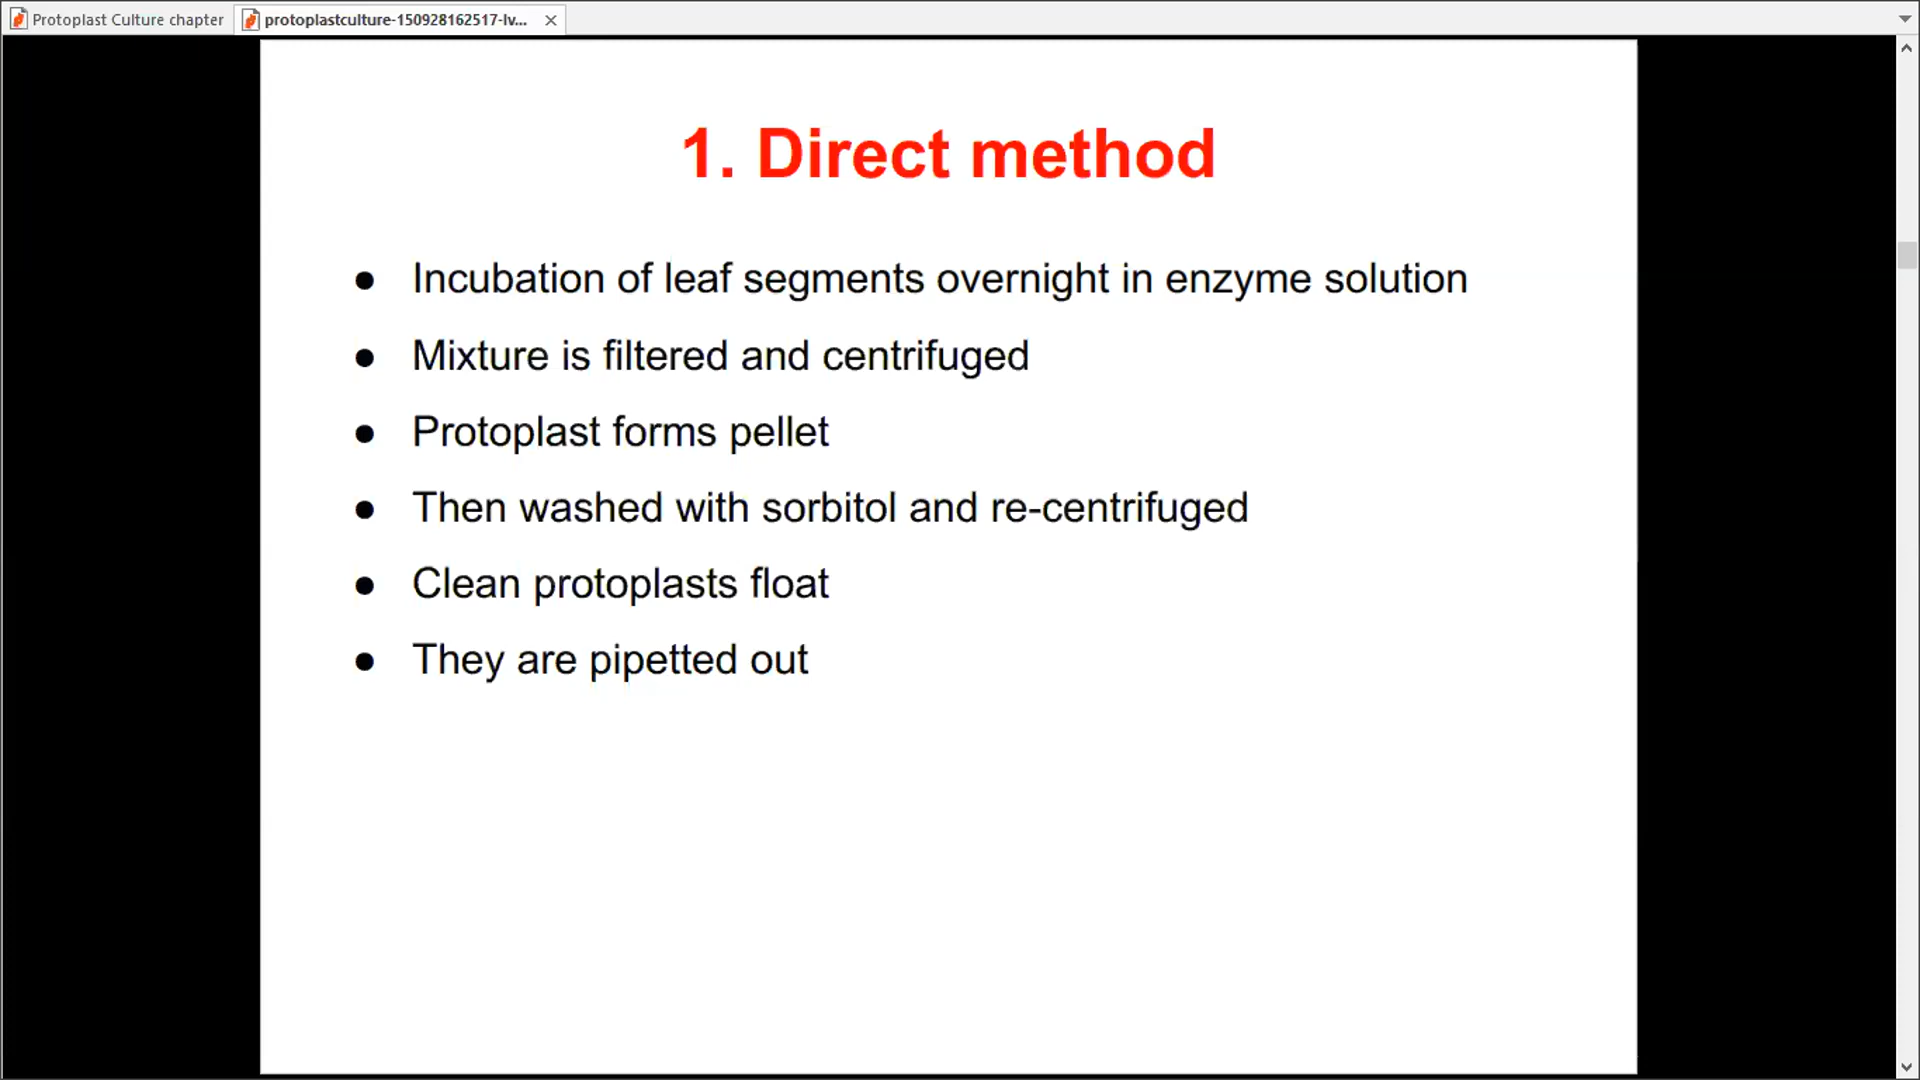 Protoplast Culture chapter
protoplastculture-150928162517-lv...
1. Direct method
● Incubation of leaf segments overnight in enzyme solution
● Mixture is filtered and centrifuged
● Protoplast forms pellet
● Then washed with sorbitol and re-centrifuged
● Clean protoplasts float
● They are pipetted out